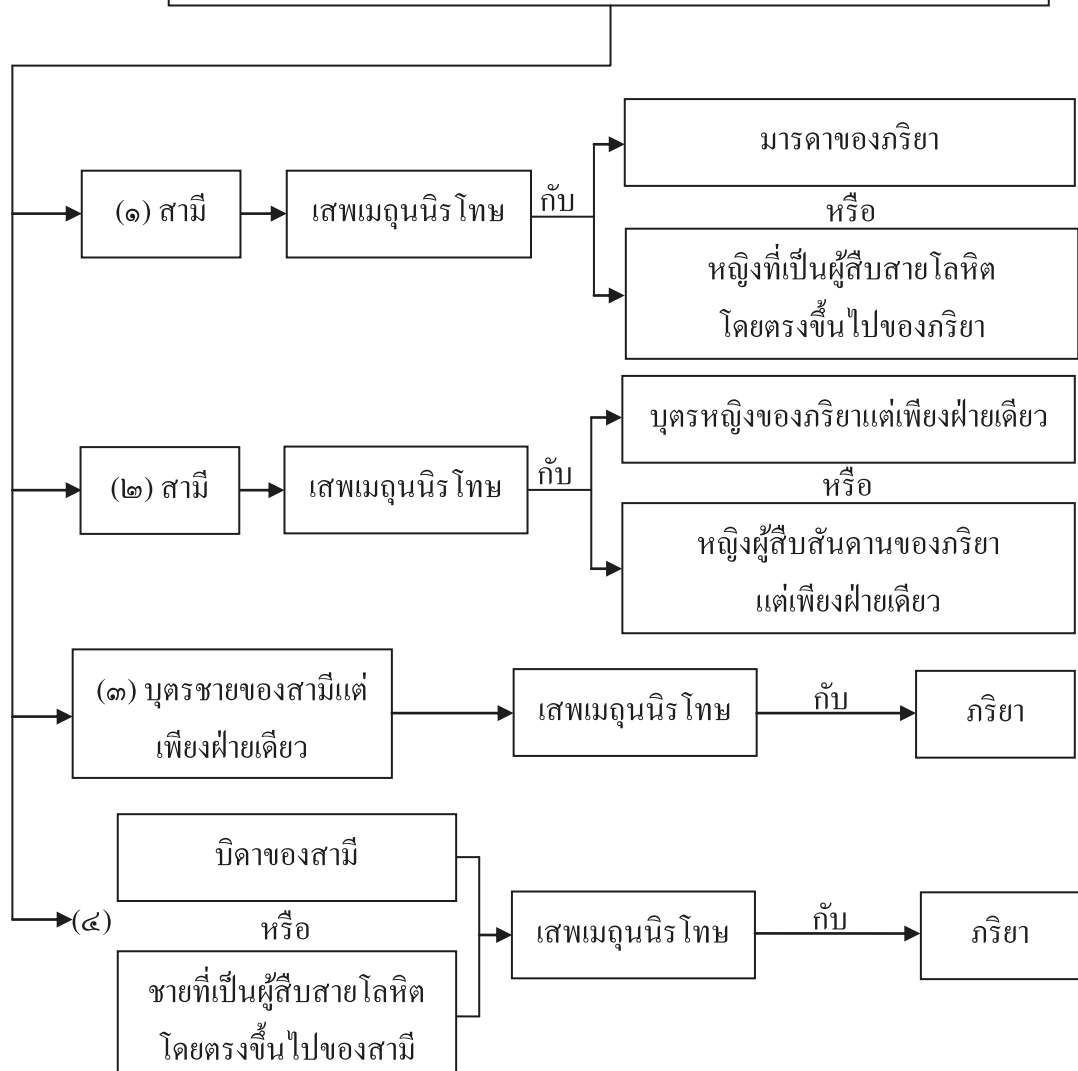 (๑) สามี
เสพเมถุนนิรโทษ
กับ
มารดาของภริยา
หรือ
หญิงที่เป็นผู้สืบสายโลหิต
โดยตรงขึ้นไปของภริยา
(๒) สามี
เสพเมถุนนิรโทษ
กับ
บุตรหญิงของภริยาแต่เพียงฝ่ายเดียว
หรือ
หญิงผู้สืบสันดานของภริยา
แต่เพียงฝ่ายเดียว
(๓) บุตรชายของสามีแต่
เพียงฝ่ายเดียว
เสพเมถุนนิรโทษ
กับ
ภริยา
(๔)
บิดาของสามี
หรือ
ชายที่เป็นผู้สืบสายโลหิต
โดยตรงขึ้นไปของสามี
เสพเมถุนนิรโทษ
กับ
ภริยา